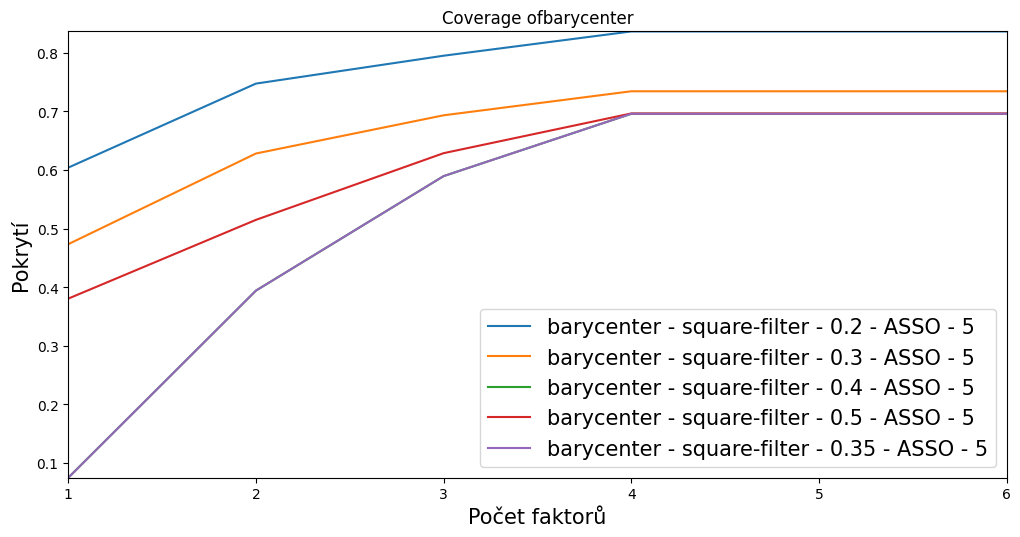 Coverage ofbarycenter
0.8
0.7
0.6
0.5
0.4
0.3
0.2
0.1
Pokrytí
1 2 3 4 5 6
Počet faktorů
barycenter - square-filter - 0.2 - ASSO - 5
barycenter - square-filter - 0.3 - ASSO - 5
barycenter - square-filter - 0.4 - ASSO - 5
barycenter - square-filter - 0.5 - ASSO - 5
barycenter - square-filter - 0.35 - ASSO - 5